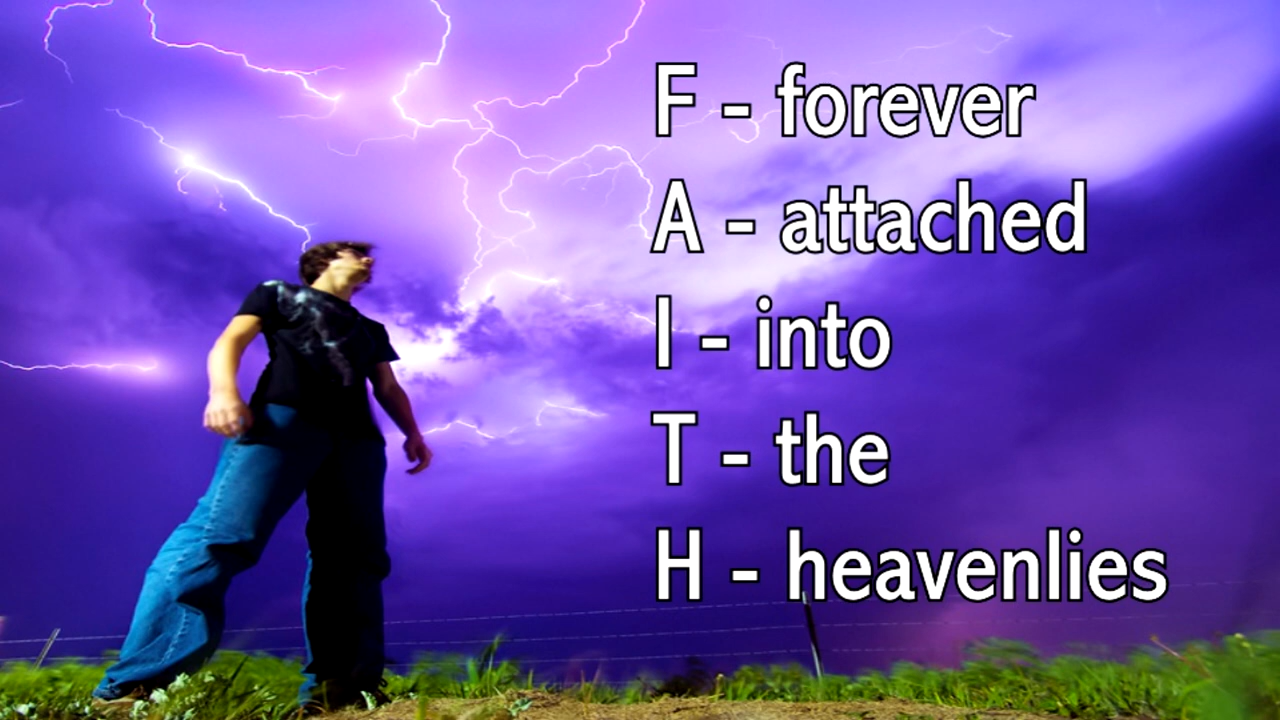 F - forever
A - attached
I - into
T - the
H - heavenlies